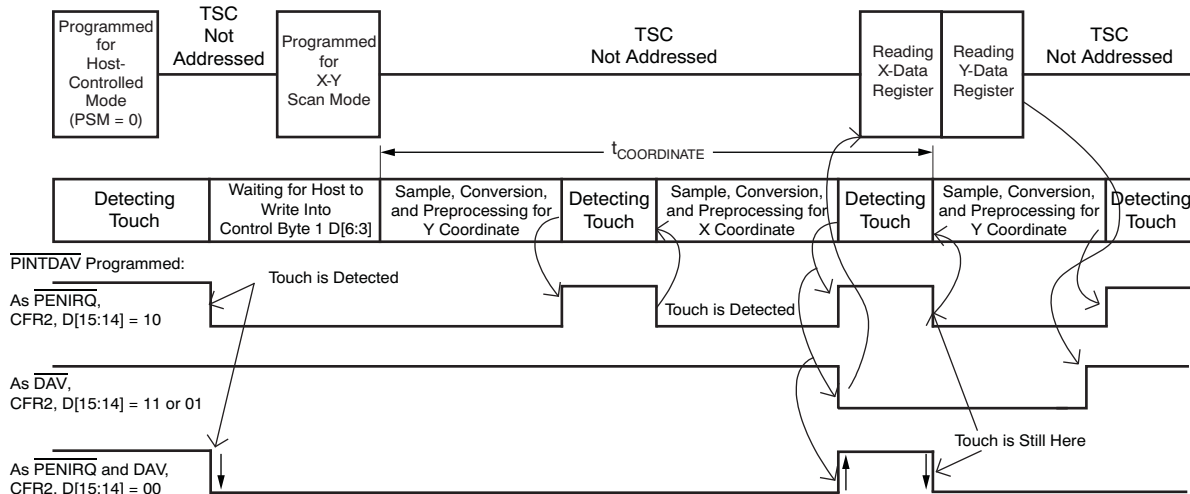 Programmed
for
Host-
Controlled
Mode
(PSM = 0)
TSC
Not
Addressed
Programmed
for
X-Y
Scan Mode
TSC
Not Addressed
Reading
X-Data
Register
Reading
Y-Data
Register
TSC
Not Addressed
tCOORDINATE
Detecting
Touch
Waiting for Host to
Write Into
Control Byte 1 D[6:3]
Sample, Conversion,
and Preprocessing for
Y Coordinate
Detecting
Touch
Sample, Conversion,
and Preprocessing for
X Coordinate
Detecting
Touch
Sample, Conversion,
and Preprocessing for
Y Coordinate
Detecting
Touch
PINTDAV Programmed:
Touch is Detected
As PENIRQ,
CFR2, D[15:14] = 10
Touch is Detected
As DAV,
CFR2, D[15:14] = 11 or 01
Touch is Still Here
As PENIRQ and DAV,
CFR2, D[15:14] = 00